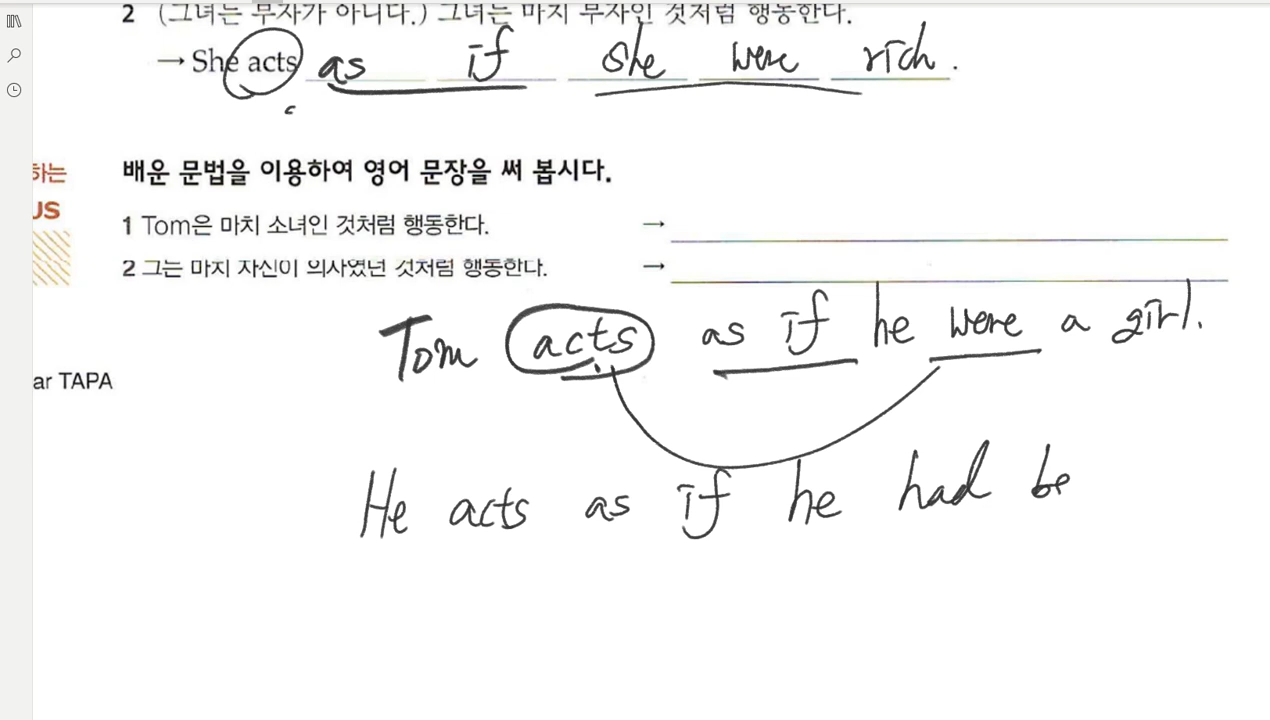 2 (그녀는 부자가 아니다.) 그녀는 마치 부자인 것처럼 행동한다.
→ She acts as if she were rich.
하는 배운 문법을 이용하여 영어 문장을 써 봅시다.
US
1 Tom은 마치 소녀인 것처럼 행동한다. →
2 그는 마치 자신이 의사였던 것처럼 행동한다. →
Tom acts as if he were a girl.
ar TAPA
He acts as if he had be